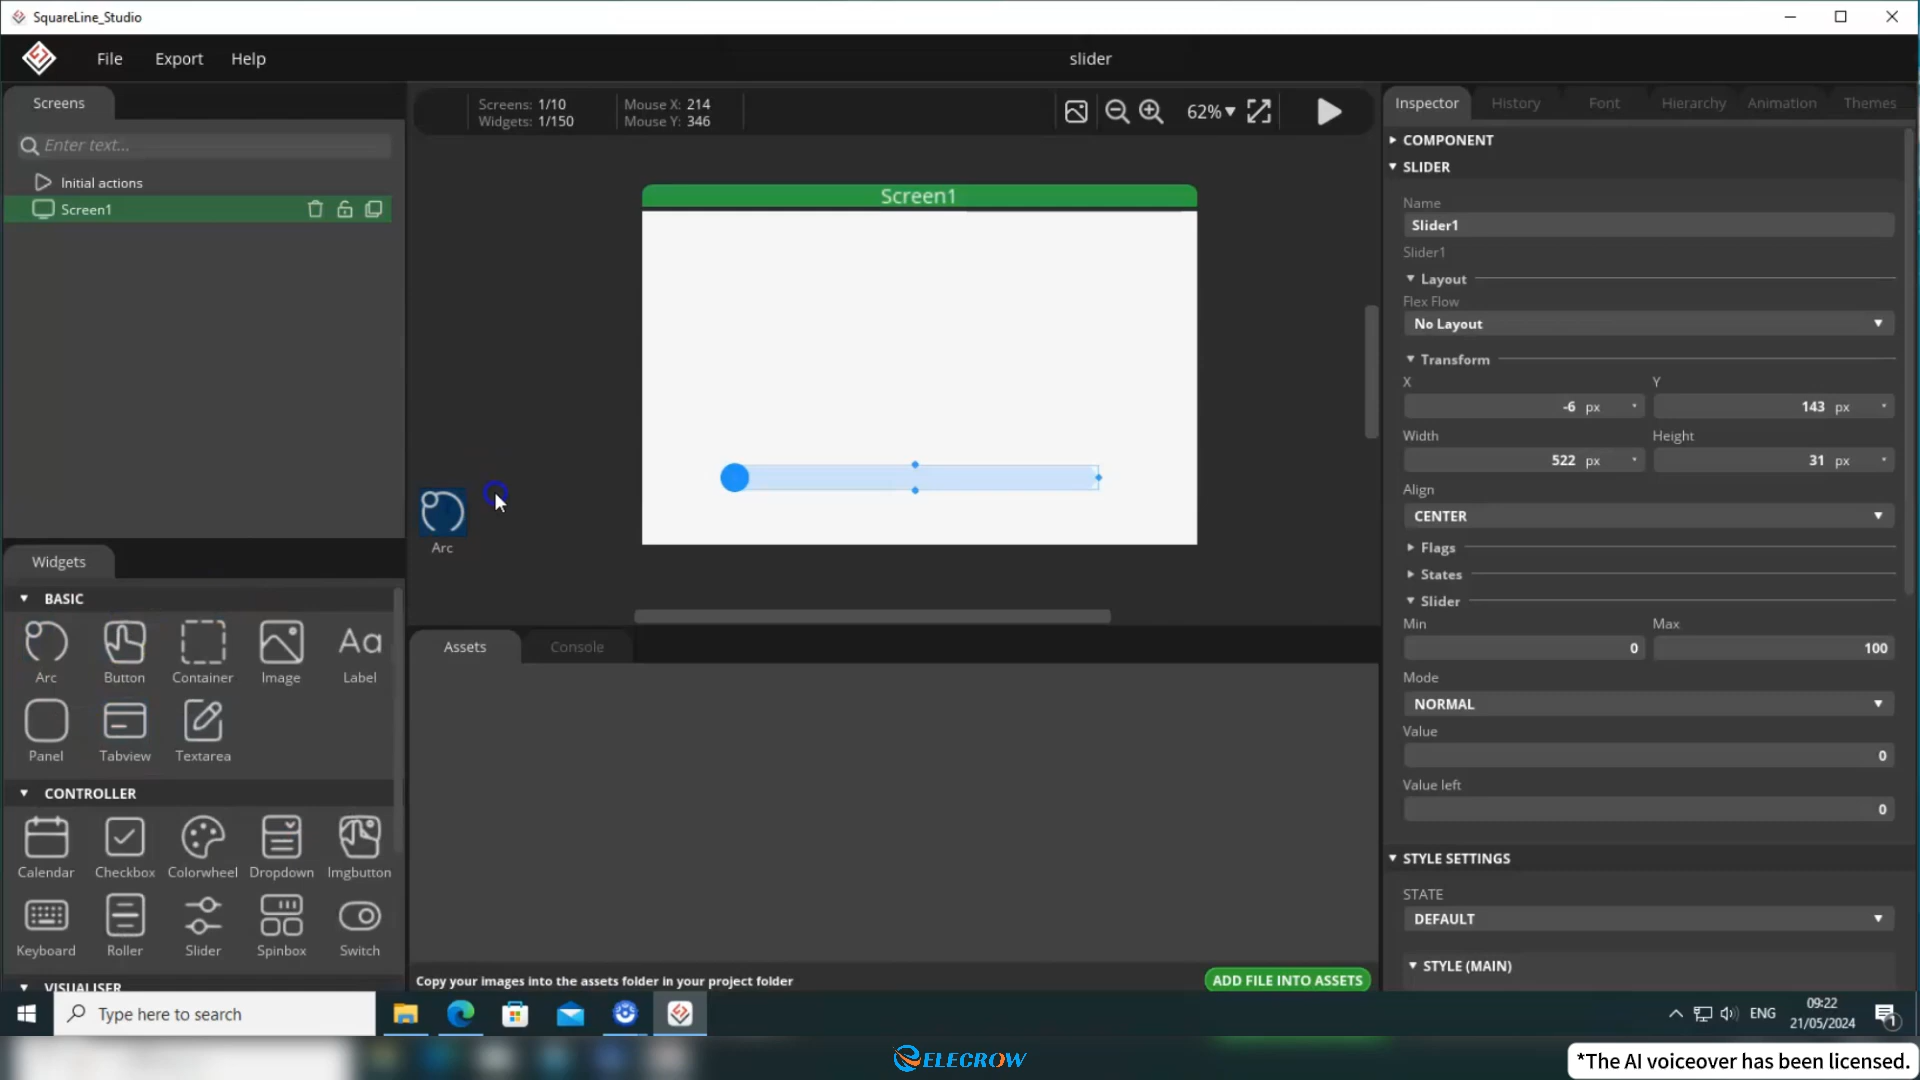 SquareLine_Studio
File Export Help slider
Screens
Screens: 1/10
Widgets: 1/150
Mouse X: 214
Mouse Y: 346
62%
Inspector History Font Hierarchy Animation Themes
Enter text...
Initial actions
Screen1
Screen1
Arc
COMPONENT
SLIDER
Name
Slider1
Slider1
Layout
Flex Flow
No Layout
Transform
X Y
-6 px 143 px
Width Height
522 px 31 px
Align
CENTER
Flags
States
Slider
Min Max
0 100
Mode
NORMAL
Value
0
Value left
0
STYLE SETTINGS
STATE
DEFAULT
STYLE (MAIN)
Widgets
BASIC
Arc Button Container Image Label
Panel Tabview Textarea
CONTROLLER
Calendar Checkbox Colorwheel Dropdown Imgbutton
Keyboard Roller Slider Spinbox Switch
VISUALISER
Assets Console
Copy your images into the assets folder in your project folder
ADD FILE INTO ASSETS
Type here to search
ENG
09:22
21/05/2024
1
ELECROW
*The AI voiceover has been licensed.